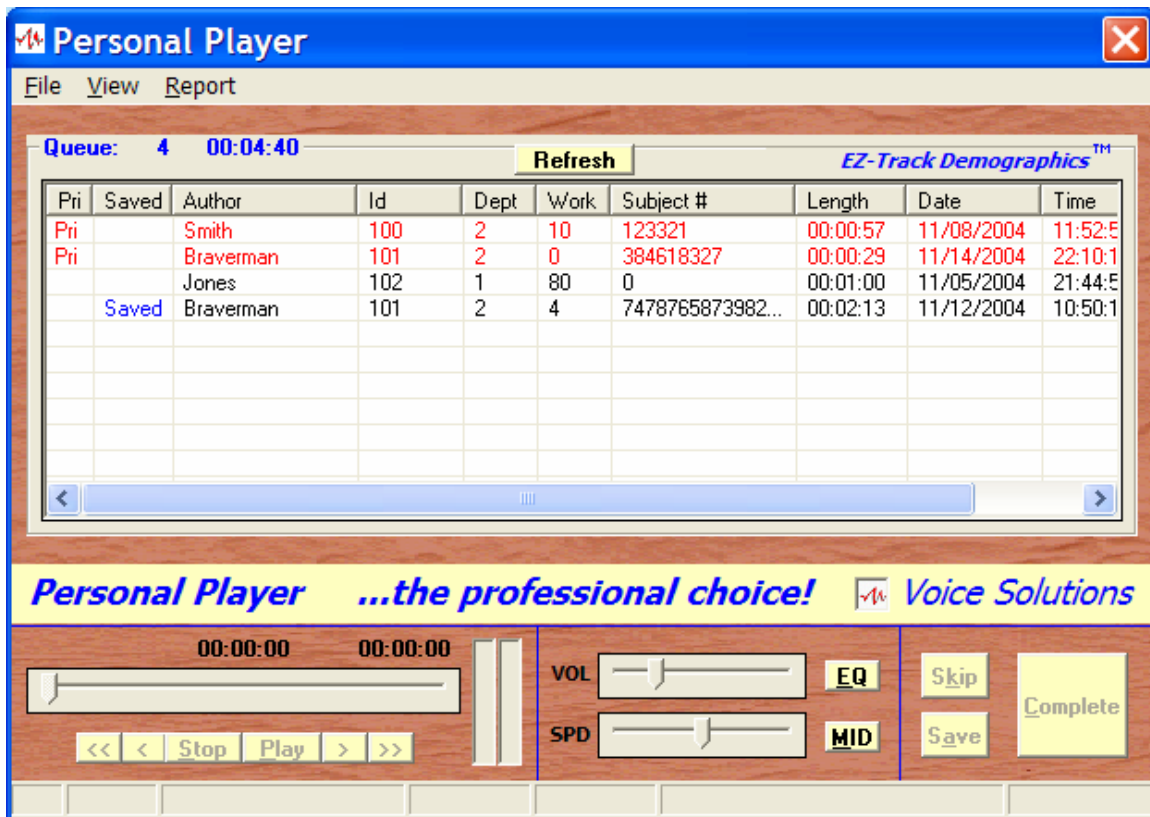 Personal Player
File View Report
Queue: 4 00:04:40 Refresh EZ-Track Demographics™
Pri Saved Author Id Dept Work Subject # Length Date Time
Pri Smith 100 2 10 123321 00:00:57 11/08/2004 11:52:5
Pri Braverman 101 2 0 384618327 00:00:29 11/14/2004 22:10:1
Jones 102 1 80 0 00:01:00 11/05/2004 21:44:5
Saved Braverman 101 2 4 7478765873982... 00:02:13 11/12/2004 10:50:1
Personal Player ...the professional choice! Voice Solutions
00:00:00 00:00:00
VOL EQ Skip
Complete
SPD MID Save
<< < Stop Play > >>